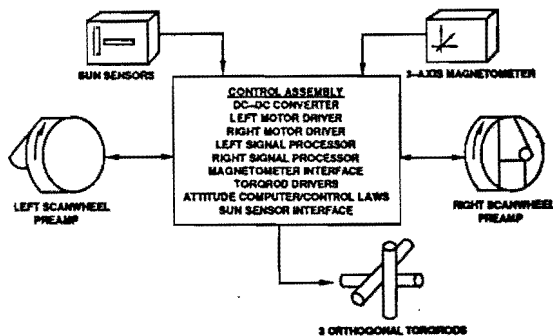 SUN SENSORS
3-AXIS MAGNETOMETER
CONTROL ASSEMBLY
DC-DC CONVERTER
LEFT MOTOR DRIVER
RIGHT MOTOR DRIVER
LEFT SIGNAL PROCESSOR
RIGHT SIGNAL PROCESSOR
MAGNETOMETER INTERFACE
TORQROD DRIVERS
ATTITUDE COMPUTER/CONTROL LAWS
SUN SENSOR INTERFACE
LEFT SCANWHEEL
PREAMP
RIGHT SCANWHEEL
PREAMP
3 ORTHOGONAL TORQRODS